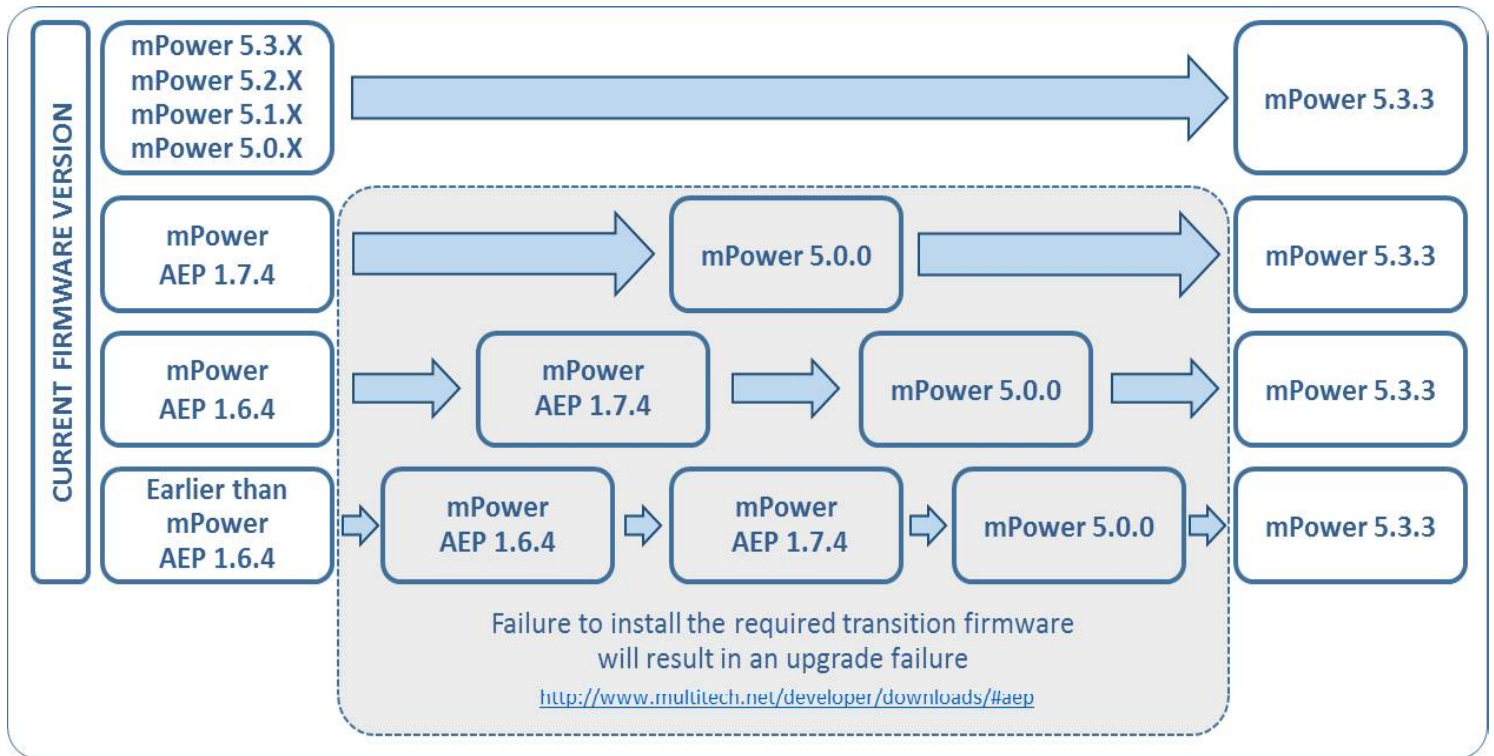 CURRENT FIRMWARE VERSION
mPower 5.3.X
mPower 5.2.X
mPower 5.1.X
mPower 5.0.X
mPower 5.3.3
mPower
AEP 1.7.4
mPower 5.0.0
mPower 5.3.3
mPower
AEP 1.6.4
mPower
AEP 1.7.4
mPower 5.0.0
mPower 5.3.3
Earlier than
mPower
AEP 1.6.4
mPower
AEP 1.6.4
mPower
AEP 1.7.4
mPower 5.0.0
mPower 5.3.3
Failure to install the required transition firmware
will result in an upgrade failure
http://www.multitech.net/developer/downloads/#aep